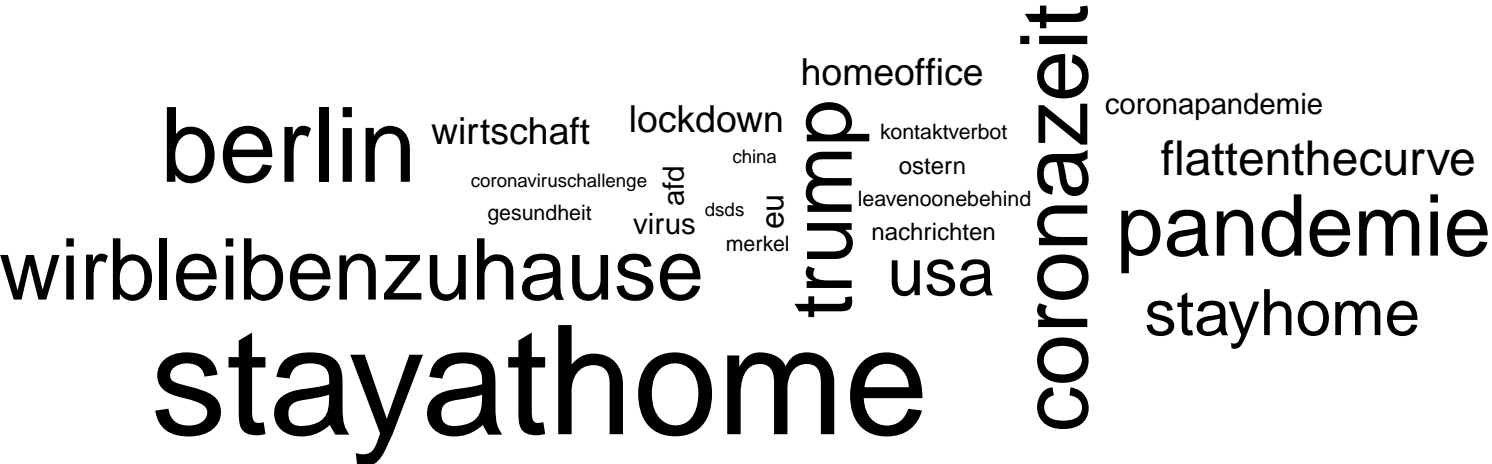 coronazeit
homeoffice
berlin
wirtschaft
lockdown
trump
coronapandemie
kontaktverbot
flattenthecurve
china
ostern
coronaviruschallenge
afd
leavenoonebehind
gesundheit
virus
dsds
eu
nachrichten
pandemie
merkel
wirbleibenzuhause
usa
stayhome
stayathome